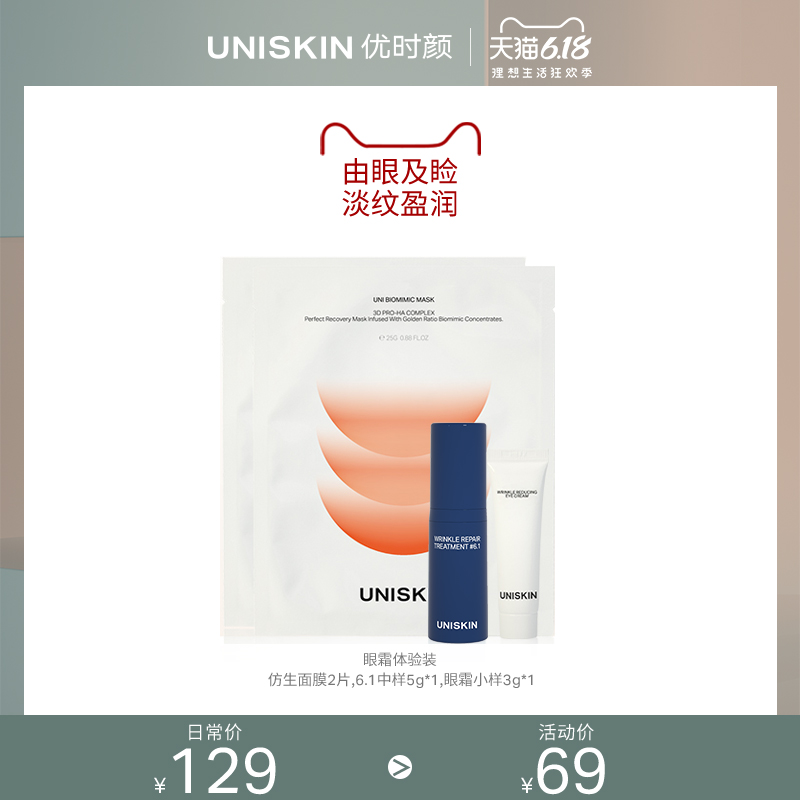 UNISKIN 优时颜
天猫6.18
理想生活狂欢季
由眼及睑
淡纹盈润
UNI BIOMIMIC MASK
3D PRO-HA COMPLEX
Perfect Recovery Mask Infused With Golden Ratio Biomimic Concentrates.
℮ 25G 0.88 FL.OZ
WRINKLE REPAIR
TREATMENT #6.1
WRINKLE REDUCING
EYE CREAM
UNISK
UNISKIN
UNISKIN
眼霜体验装
仿生面膜2片,6.1中样5g*1,眼霜小样3g*1
日常价
¥129
>
活动价
¥69